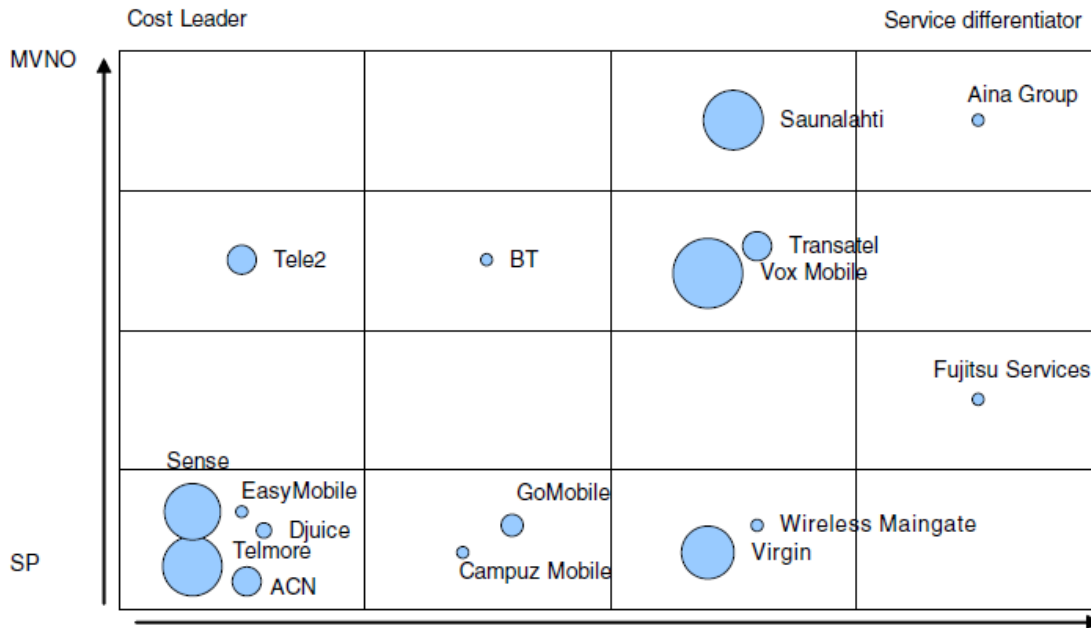 Cost Leader
Service differentiator
MVNO
Aina Group
Saunalahti
Tele2
BT
Transatel
Vox Mobile
Fujitsu Services
Sense
EasyMobile
GoMobile
Djuice
Wireless Maingate
Telmore
Virgin
SP
Campuz Mobile
ACN